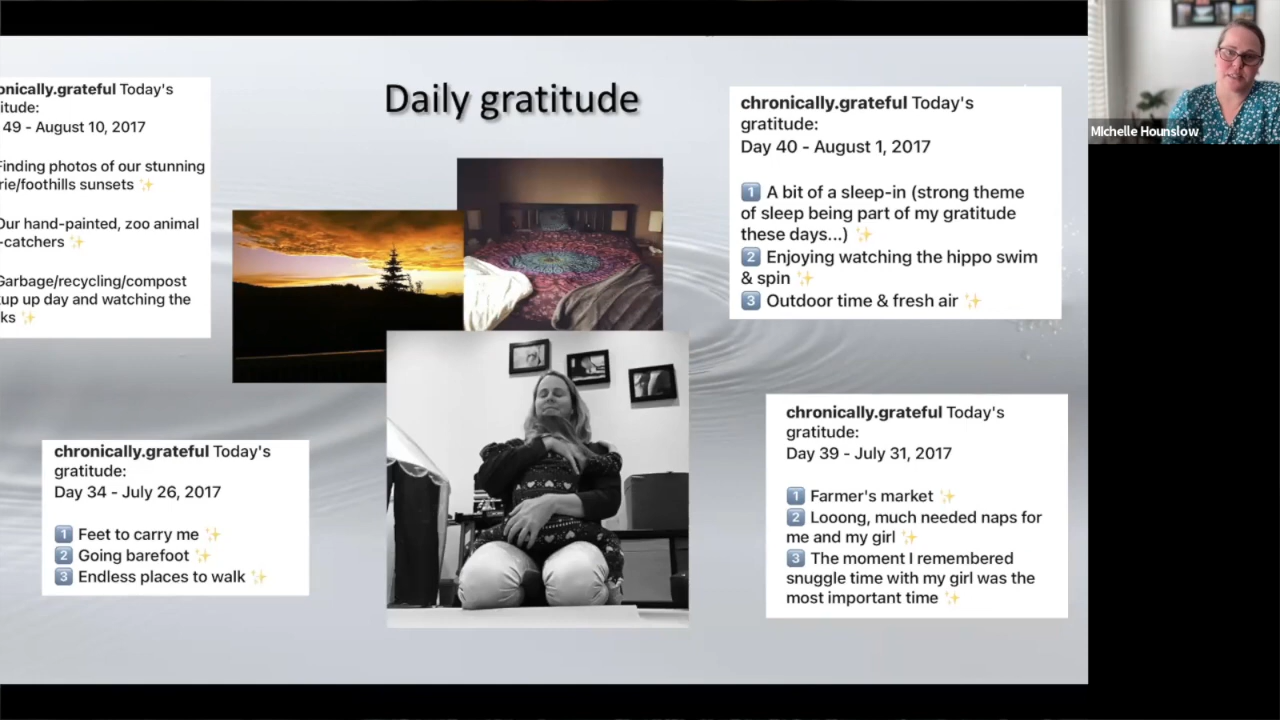 Daily gratitude
onically.grateful Today's
itude:
49 - August 10, 2017
Finding photos of our stunning
rie/foothills sunsets ✨
Our hand-painted, zoo animal
-catchers ✨
Garbage/recycling/compost
kup up day and watching the
ks ✨
chronically.grateful Today's
gratitude:
Day 34 - July 26, 2017
1️⃣ Feet to carry me ✨
2️⃣ Going barefoot ✨
3️⃣ Endless places to walk ✨
chronically.grateful Today's
gratitude:
Day 40 - August 1, 2017
1️⃣ A bit of a sleep-in (strong theme
of sleep being part of my gratitude
these days...) ✨
2️⃣ Enjoying watching the hippo swim
& spin ✨
3️⃣ Outdoor time & fresh air ✨
chronically.grateful Today's
gratitude:
Day 39 - July 31, 2017
1️⃣ Farmer's market ✨
2️⃣ Looong, much needed naps for
me and my girl ✨
3️⃣ The moment I remembered
snuggle time with my girl was the
most important time ✨
Michelle Hounslow